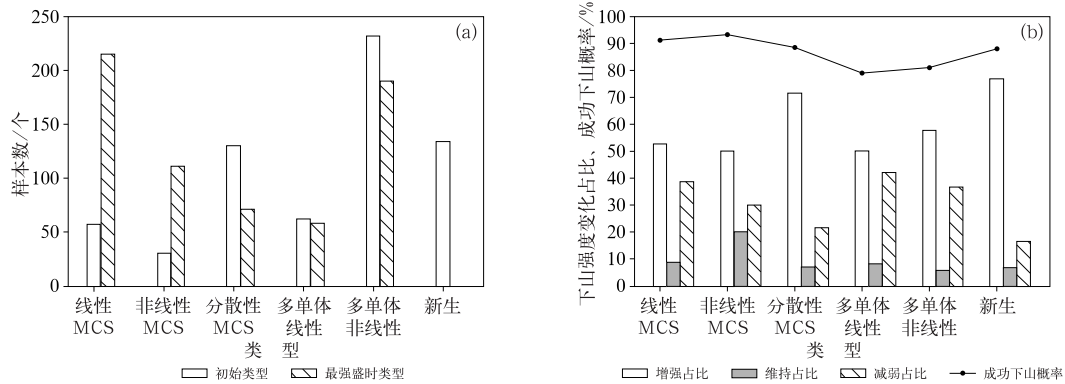 (a)
样本数/个
250
200
150
100
50
0
线性 非线性 分散性 多单体 多单体 新生
MCS MCS MCS 线性 非线性
类 型
初始类型 最强盛时类型
(b)
下山强度变化占比、成功下山概率/%
100
90
80
70
60
50
40
30
20
10
0
线性 非线性 分散性 多单体 多单体 新生
MCS MCS MCS 线性 非线性
类 型
增强占比 维持占比 减弱占比 成功下山概率